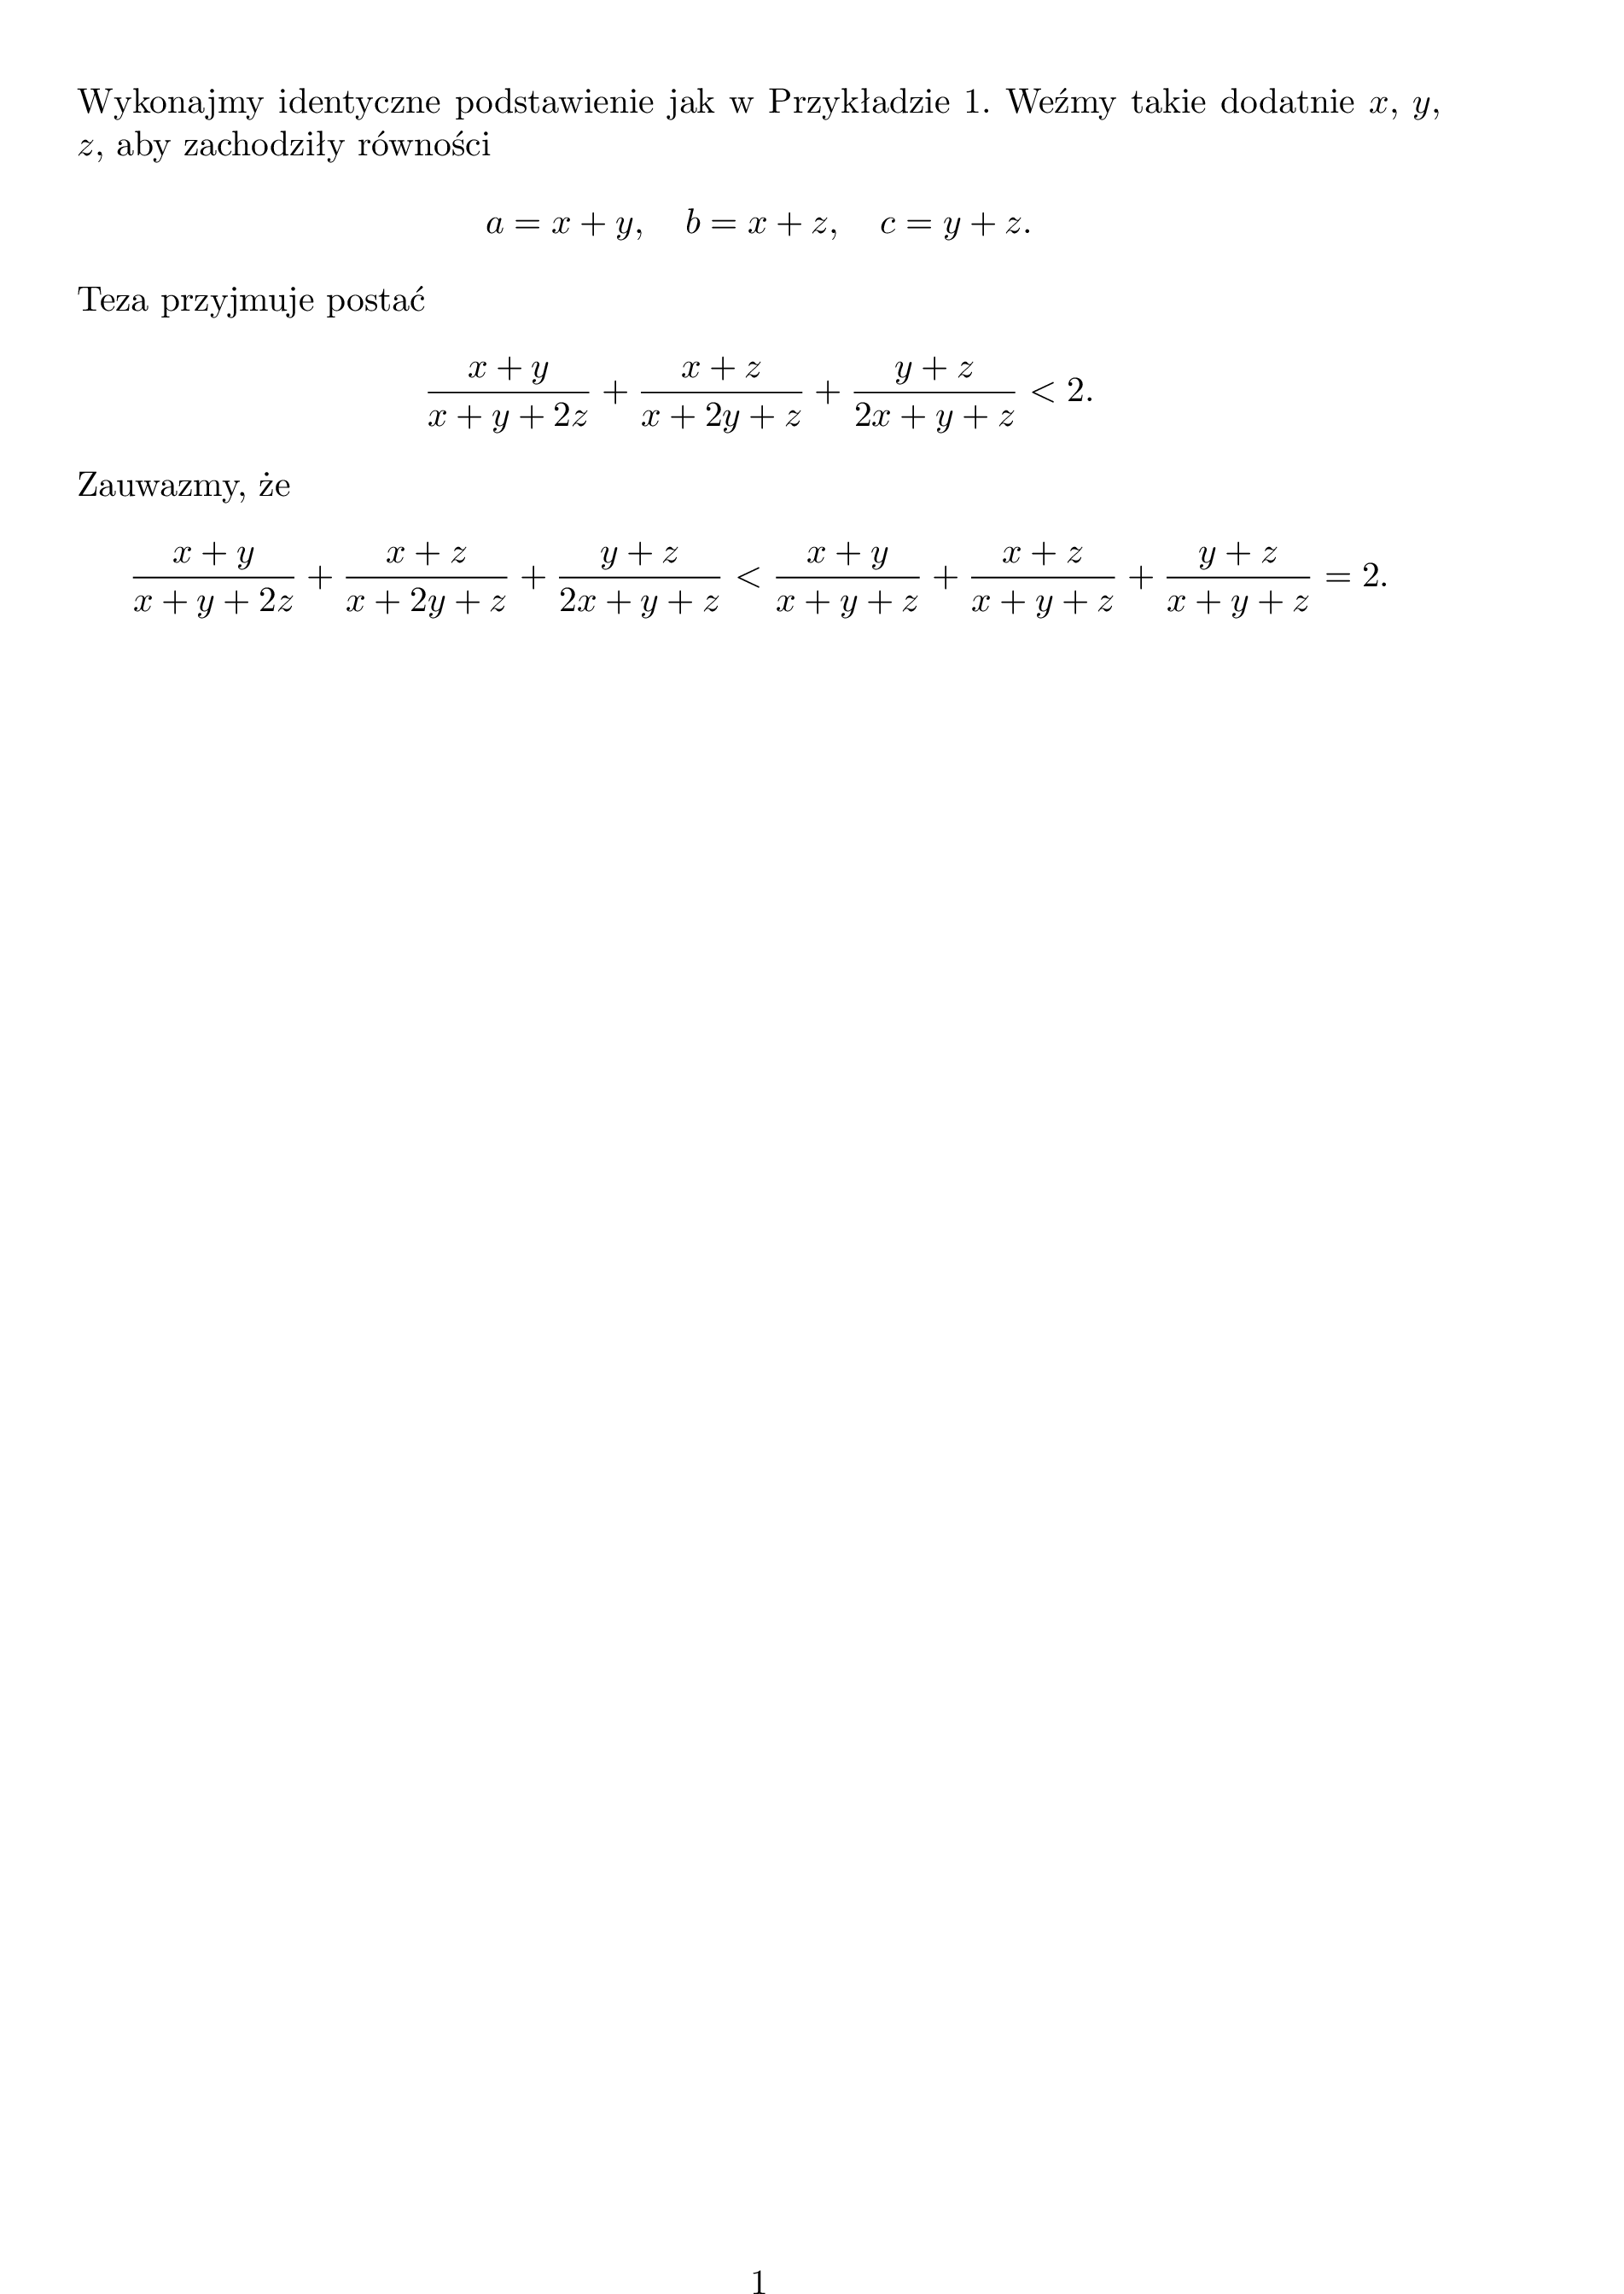 Wykonajmy identyczne podstawienie jak w Przykładzie 1. Weźmy takie dodatnie $x$, $y$,
$z$, aby zachodziły równości
$$a = x + y, \quad b = x + z, \quad c = y + z.$$
Teza przyjmuje postać
$$\frac{x+y}{x+y+2z} + \frac{x+z}{x+2y+z} + \frac{y+z}{2x+y+z} < 2.$$
Zauwazmy, że
$$\frac{x+y}{x+y+2z} + \frac{x+z}{x+2y+z} + \frac{y+z}{2x+y+z} < \frac{x+y}{x+y+z} + \frac{x+z}{x+y+z} + \frac{y+z}{x+y+z} = 2.$$
1